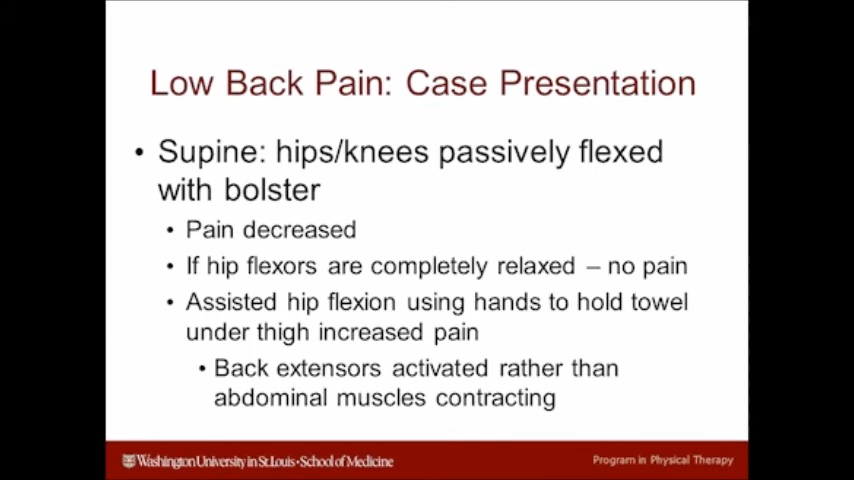 Low Back Pain: Case Presentation
• Supine: hips/knees passively flexed
with bolster
• Pain decreased
• If hip flexors are completely relaxed – no pain
• Assisted hip flexion using hands to hold towel
under thigh increased pain
• Back extensors activated rather than
abdominal muscles contracting
Washington University in St. Louis • School of Medicine
Program in Physical Therapy